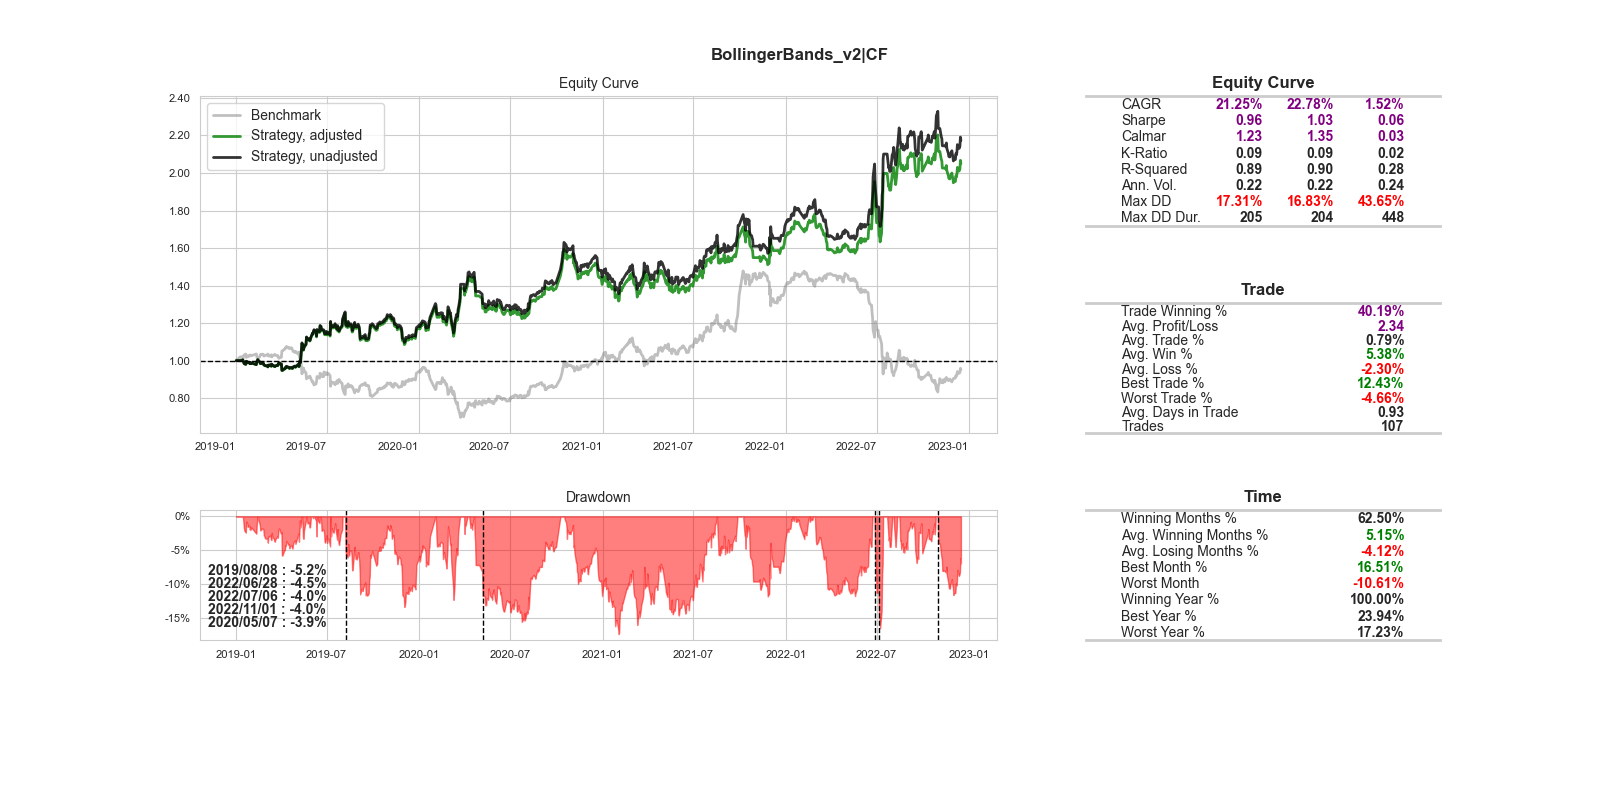 BollingerBands_v2|CF
Equity Curve
2.40
2.20
2.00
1.80
1.60
1.40
1.20
1.00
0.80
Benchmark
Strategy, adjusted
Strategy, unadjusted
2019-01 2019-07 2020-01 2020-07 2021-01 2021-07 2022-01 2022-07 2023-01
Drawdown
0%
-5%
-10%
-15%
2019/08/08 : -5.2%
2022/06/28 : -4.5%
2022/07/06 : -4.0%
2022/11/01 : -4.0%
2020/05/07 : -3.9%
2019-01 2019-07 2020-01 2020-07 2021-01 2021-07 2022-01 2022-07 2023-01
Equity Curve
CAGR 21.25% 22.78% 1.52%
Sharpe 0.96 1.03 0.06
Calmar 1.23 1.35 0.03
K-Ratio 0.09 0.09 0.02
R-Squared 0.89 0.90 0.28
Ann. Vol. 0.22 0.22 0.24
Max DD 17.31% 16.83% 43.65%
Max DD Dur. 205 204 448
Trade
Trade Winning % 40.19%
Avg. Profit/Loss 2.34
Avg. Trade % 0.79%
Avg. Win % 5.38%
Avg. Loss % -2.30%
Best Trade % 12.43%
Worst Trade % -4.66%
Avg. Days in Trade 0.93
Trades 107
Time
Winning Months % 62.50%
Avg. Winning Months % 5.15%
Avg. Losing Months % -4.12%
Best Month % 16.51%
Worst Month -10.61%
Winning Year % 100.00%
Best Year % 23.94%
Worst Year % 17.23%